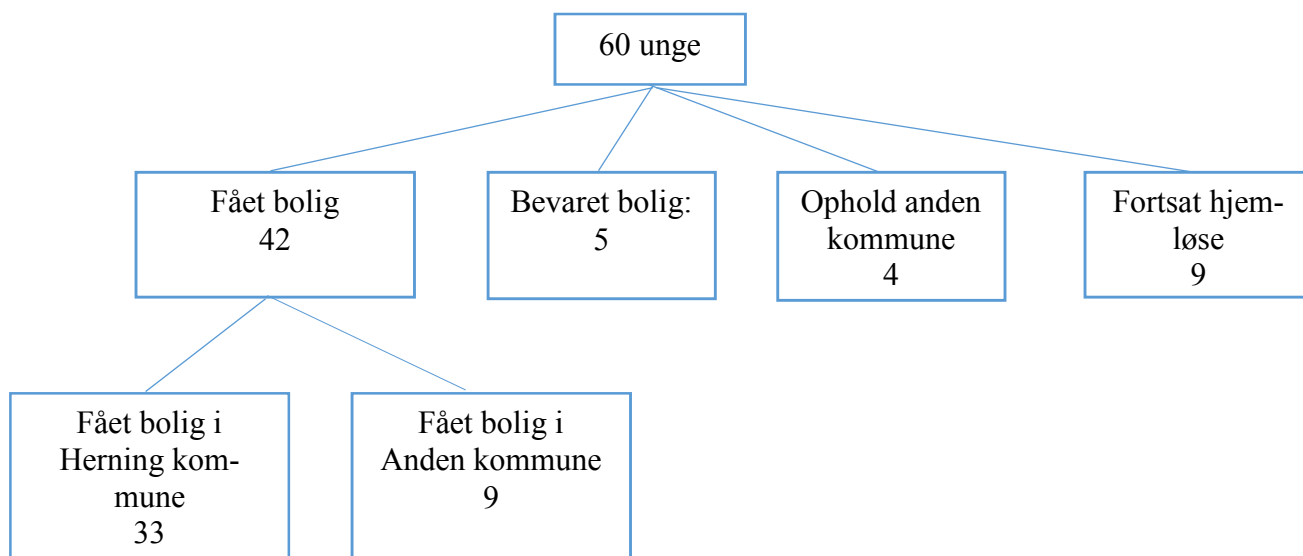 60 unge
Fået bolig
42
Bevaret bolig:
5
Ophold anden
kommune
4
Fortsat hjem-
løse
9
Fået bolig i
Herning kom-
mune
33
Fået bolig i
Anden kommune
9